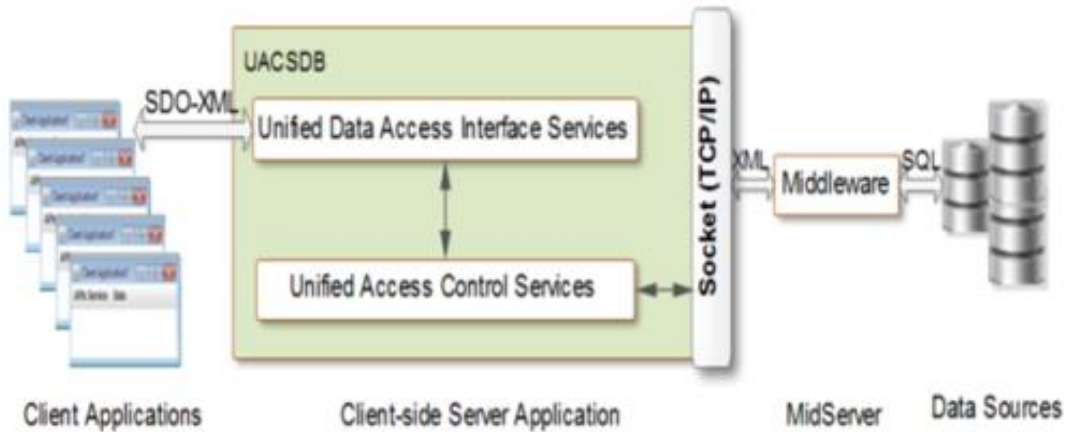 UACSDB
SDO-XML
Unified Data Access Interface Services
Unified Access Control Services
Socket (TCP/IP)
XML
Middleware
SQL
Client Applications
Client-side Server Application
MidServer
Data Sources